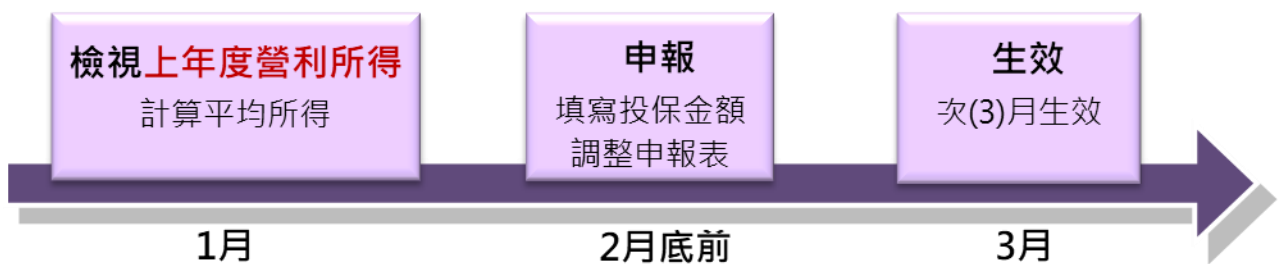 檢視上年度營利所得
計算平均所得
申報
填寫投保金額
調整申報表
生效
次(3)月生效
1月
2月底前
3月